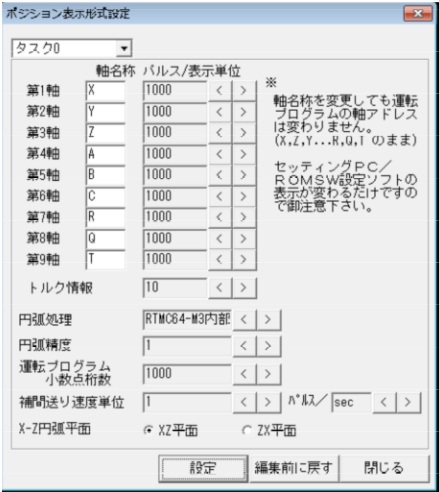 ポジション表示形式設定
タスク0
軸名称 パルス/表示単位
第1軸 X 1000 < >
第2軸 Y 1000 < >
第3軸 Z 1000 < >
第4軸 A 1000 < >
第5軸 B 1000 < >
第6軸 C 1000 < >
第7軸 R 1000 < >
第8軸 Q 1000 < >
第9軸 T 1000 < >
※
軸名称を変更しても運転
プログラムの軸アドレス
は変わりません。
(X,Z,Y...R,Q,T のまま)
セッティングPC/
ROMSW設定ソフトの
表示が変わるだけですの
で御注意下さい。
トルク情報 10 < >
円弧処理 RTMC64-M3内部 < >
円弧精度 1 < >
運転プログラム
小数点桁数 1000 < >
補間送り速度単位 1 < > パルス/ sec < >
X-Z円弧平面 XZ平面 ZX平面
設定 編集前に戻す 閉じる